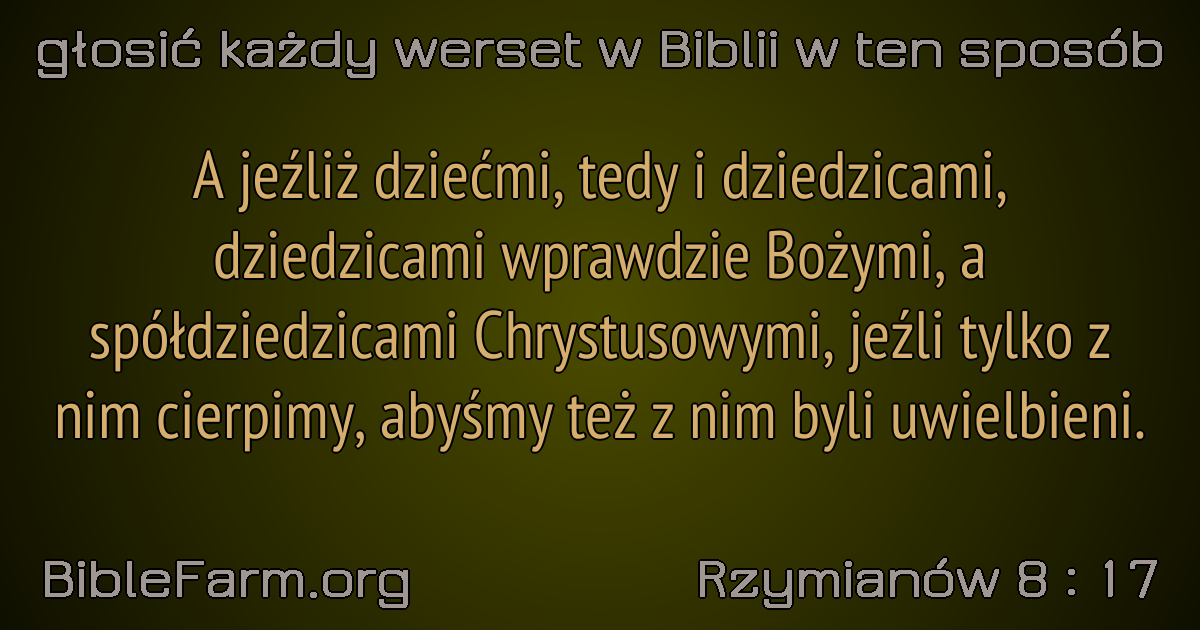 głosić każdy werset w Biblii w ten sposób
A jeźliż dziećmi, tedy i dziedzicami,
dziedzicami wprawdzie Bożymi, a
spółdziedzicami Chrystusowymi, jeźli tylko z
nim cierpimy, abyśmy też z nim byli uwielbieni.
BibleFarm.org
Rzymianów 8 : 17